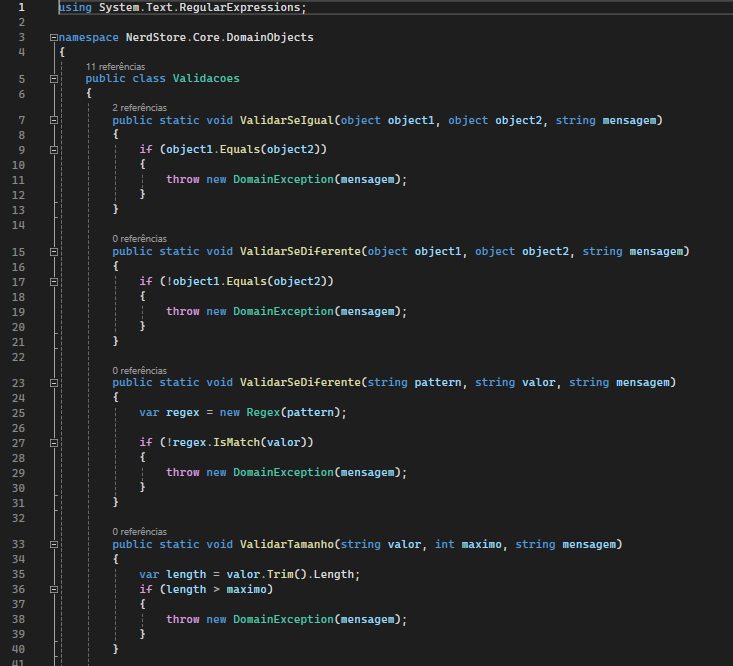 1 using System.Text.RegularExpressions;
2
3 namespace NerdStore.Core.DomainObjects
4 {
11 referências
5 public class Validacoes
6 {
2 referências
7 public static void ValidarSeIgual(object object1, object object2, string mensagem)
8 {
9 if (object1.Equals(object2))
10 {
11 throw new DomainException(mensagem);
12 }
13 }
14
0 referências
15 public static void ValidarSeDiferente(object object1, object object2, string mensagem)
16 {
17 if (!object1.Equals(object2))
18 {
19 throw new DomainException(mensagem);
20 }
21 }
22
0 referências
23 public static void ValidarSeDiferente(string pattern, string valor, string mensagem)
24 {
25 var regex = new Regex(pattern);
26
27 if (!regex.IsMatch(valor))
28 {
29 throw new DomainException(mensagem);
30 }
31 }
32
0 referências
33 public static void ValidarTamanho(string valor, int maximo, string mensagem)
34 {
35 var length = valor.Trim().Length;
36 if (length > maximo)
37 {
38 throw new DomainException(mensagem);
39 }
40 }
41